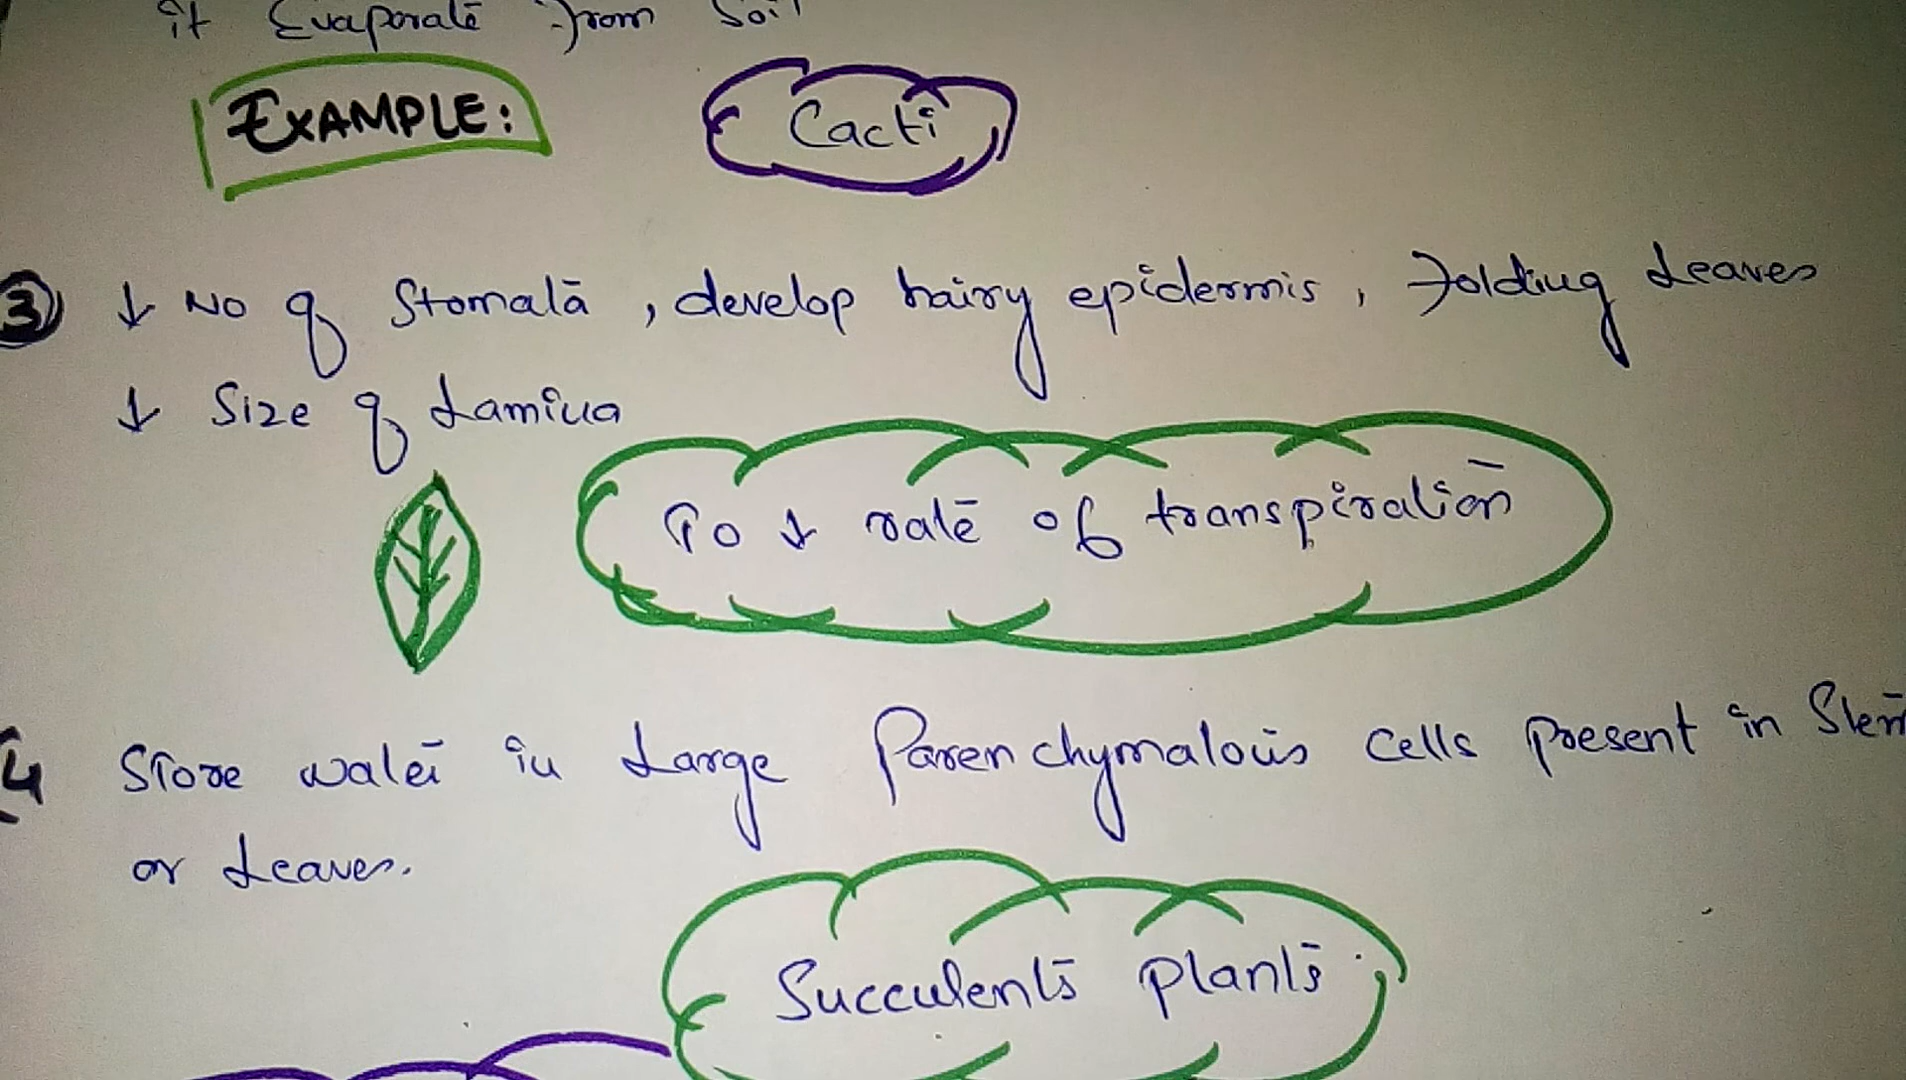 it Evaporate from Soil
EXAMPLE: Cacti
3 ↓ No of Stomata, develop hairy epidermis, Folding Leaves
↓ Size of Lamina
To ↓ rate of transpiration
4 Store water in Large Parenchymatous cells present in Stem
or Leaves.
Succulents plants